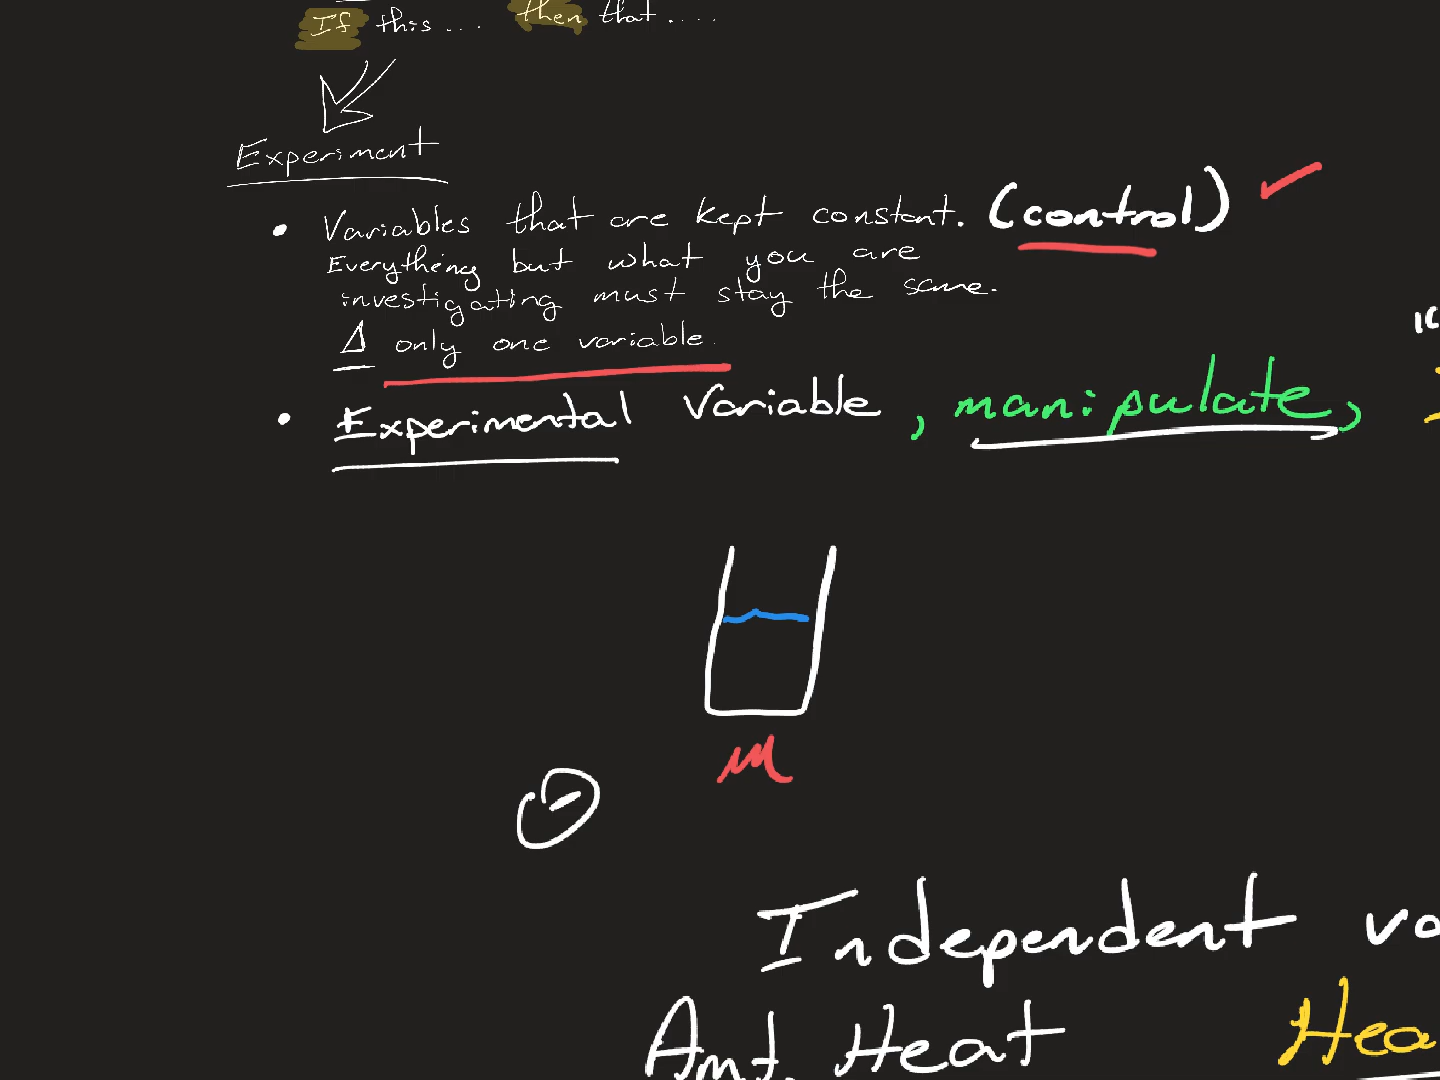 If this... then that....
Experiment
• Variables that are kept constant. (control)
Everything but what you are
investigating must stay the same.
Δ only one variable.
• Experimental Variable, manipulate,
Independent
Amt. Heat